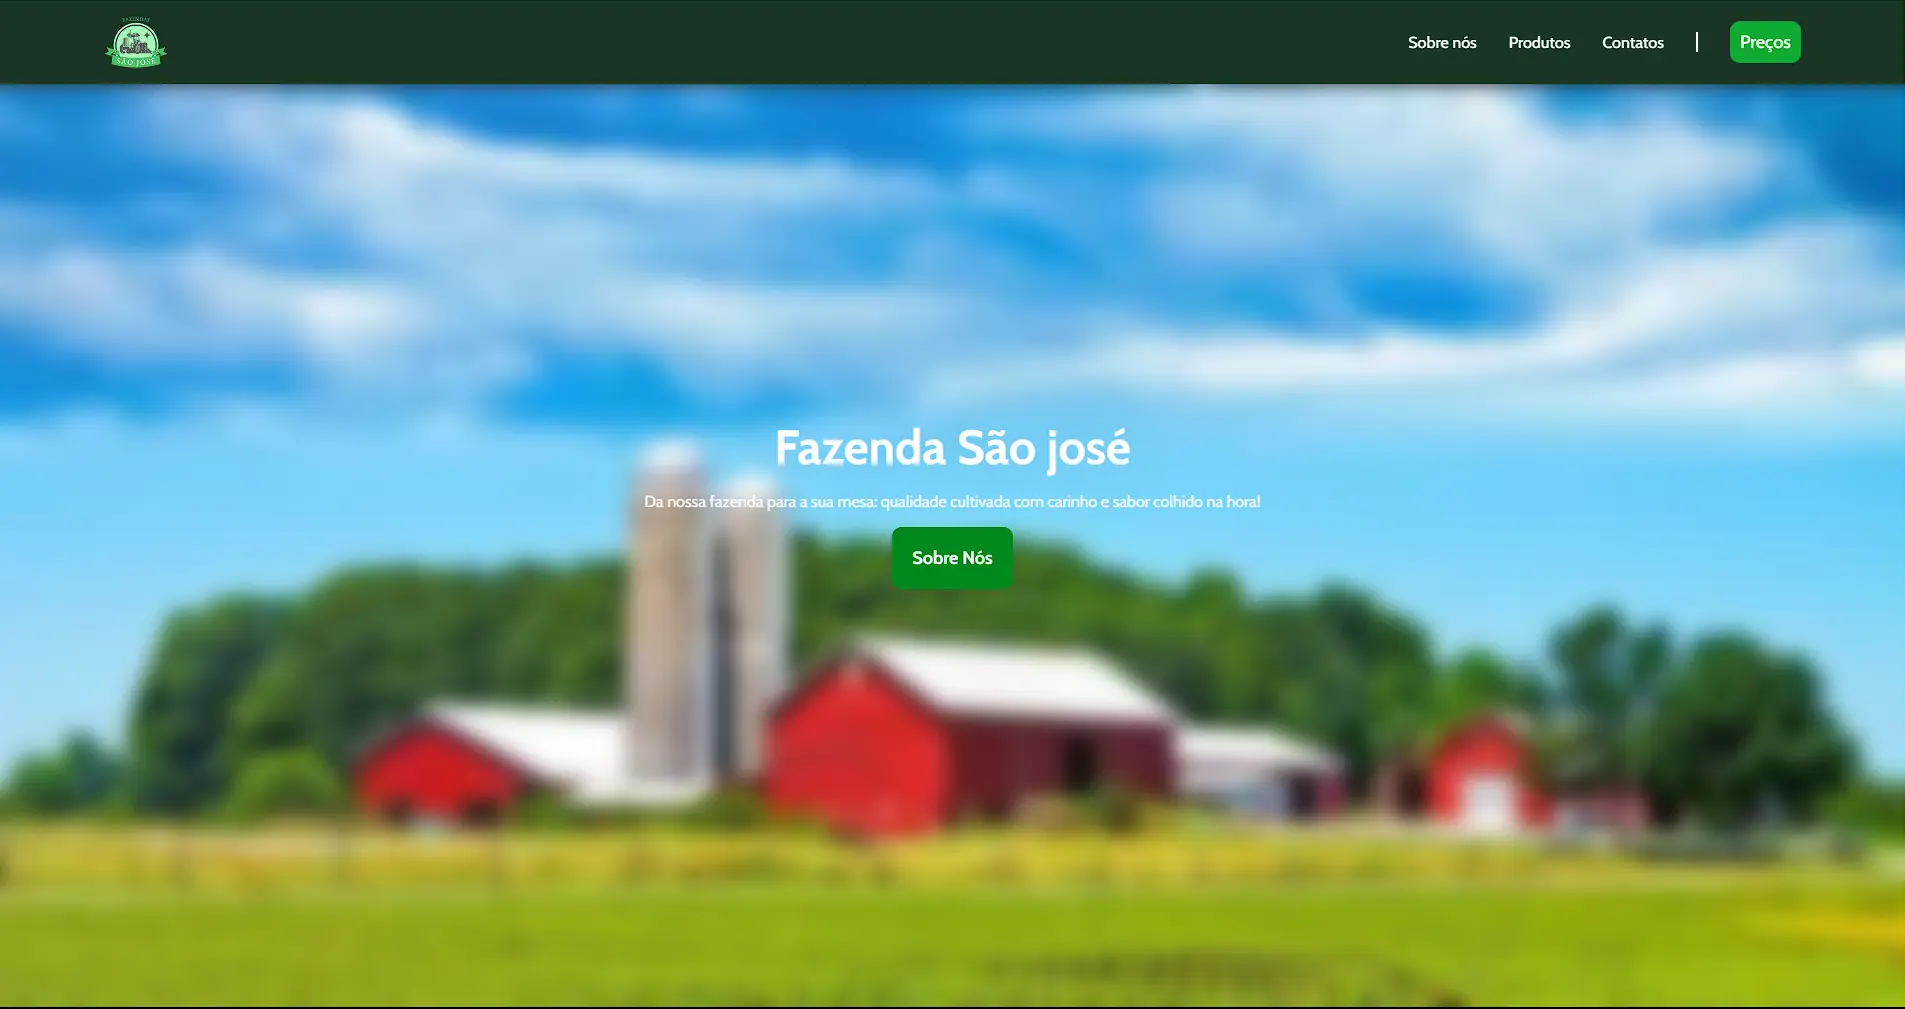 FAZENDAS
SÃO JOSÉ
Sobre nós
Produtos
Contatos
Preços
Fazenda São josé
Da nossa fazenda para a sua mesa: qualidade cultivada com carinho e sabor colhido na hora!
Sobre Nós